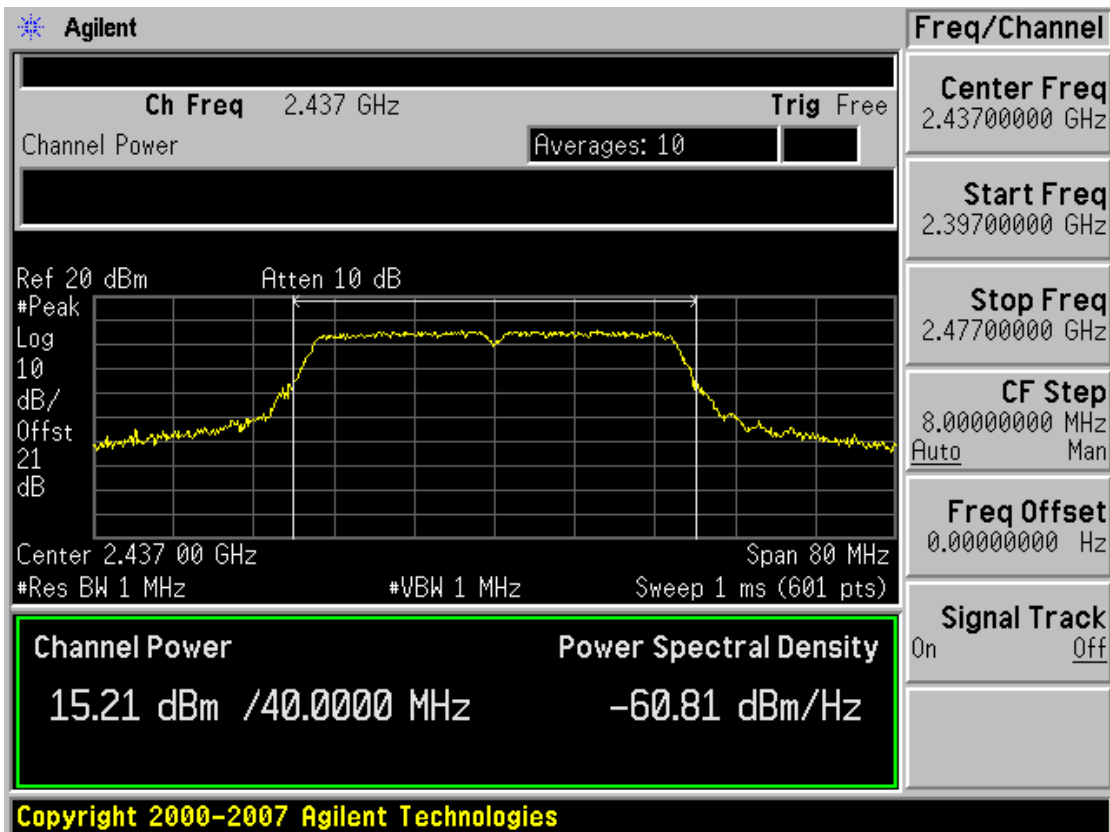 Agilent
Freq/Channel
Ch Freq 2.437 GHz Trig Free
Channel Power Averages: 10
Ref 20 dBm Atten 10 dB
#Peak
Log
10
dB/
Offst
21
dB
Center 2.437 00 GHz Span 80 MHz
#Res BW 1 MHz #VBW 1 MHz Sweep 1 ms (601 pts)
Channel Power Power Spectral Density
15.21 dBm /40.0000 MHz -60.81 dBm/Hz
Center Freq
2.43700000 GHz
Start Freq
2.39700000 GHz
Stop Freq
2.47700000 GHz
CF Step
8.00000000 MHz
Auto Man
Freq Offset
0.00000000 Hz
Signal Track
On Off
Copyright 2000-2007 Agilent Technologies